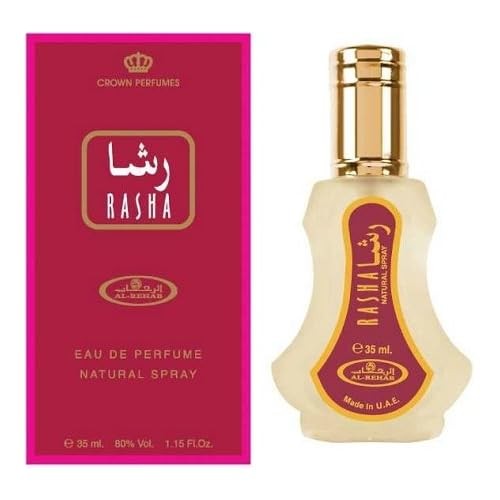 CROWN PERFUMES
رشا
RASHA
الرحاب
AL-REHAB
EAU DE PERFUME
NATURAL SPRAY
℮ 35 ml. 80% Vol. 1.15 Fl.Oz.
رشا
RASHA
NATURAL SPRAY
℮ 35 ml.
الرحاب
AL-REHAB
Made in U.A.E.